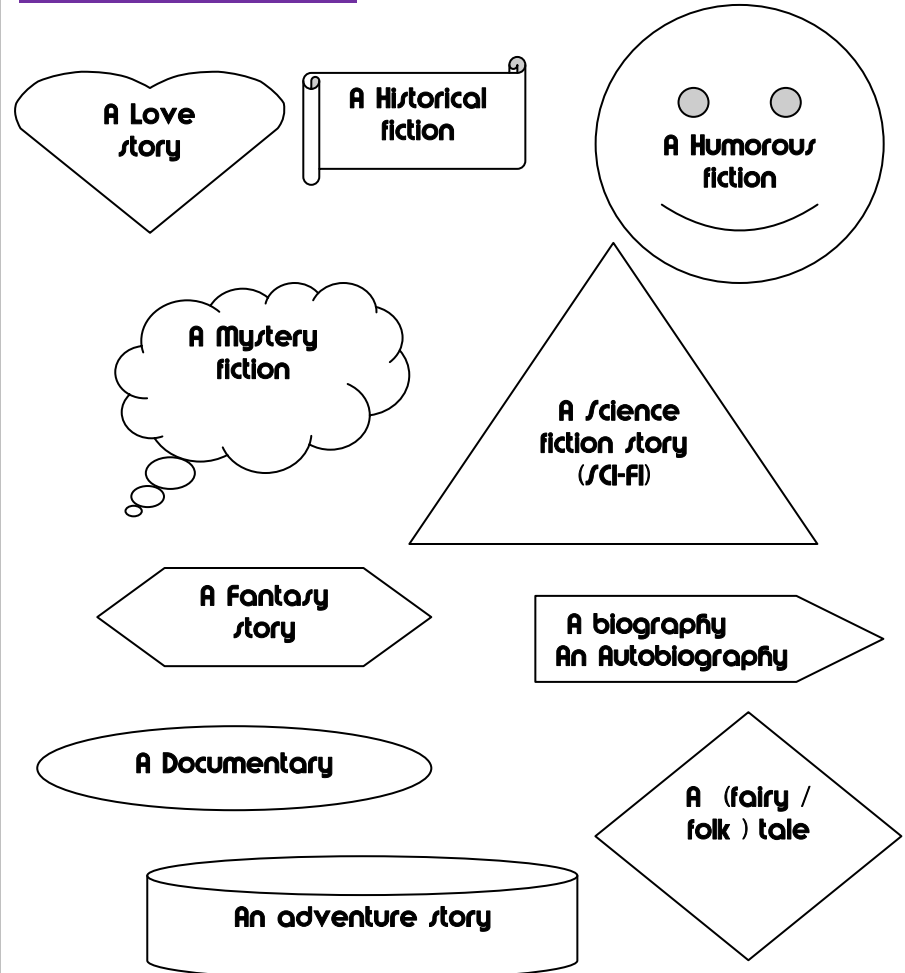 A Love
story
A Historical
fiction
A Humorous
fiction
A Mystery
fiction
A Science
fiction story
(SCI-FI)
A Fantasy
story
A biography
An Autobiography
A Documentary
A (fairy /
folk ) tale
An adventure story